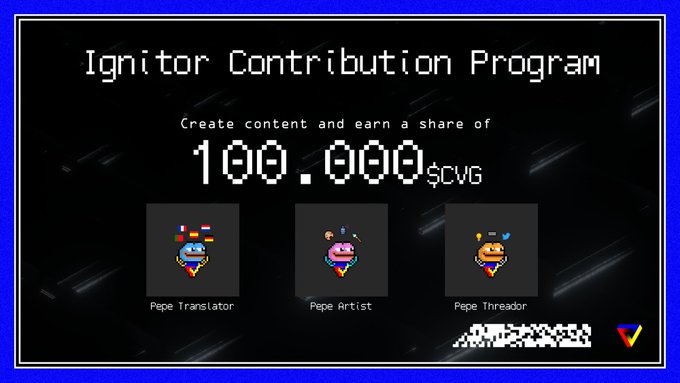 Ignitor Contribution Program
Create content and earn a share of
100.000$CVG
Pepe Translator
Pepe Artist
Pepe Threador